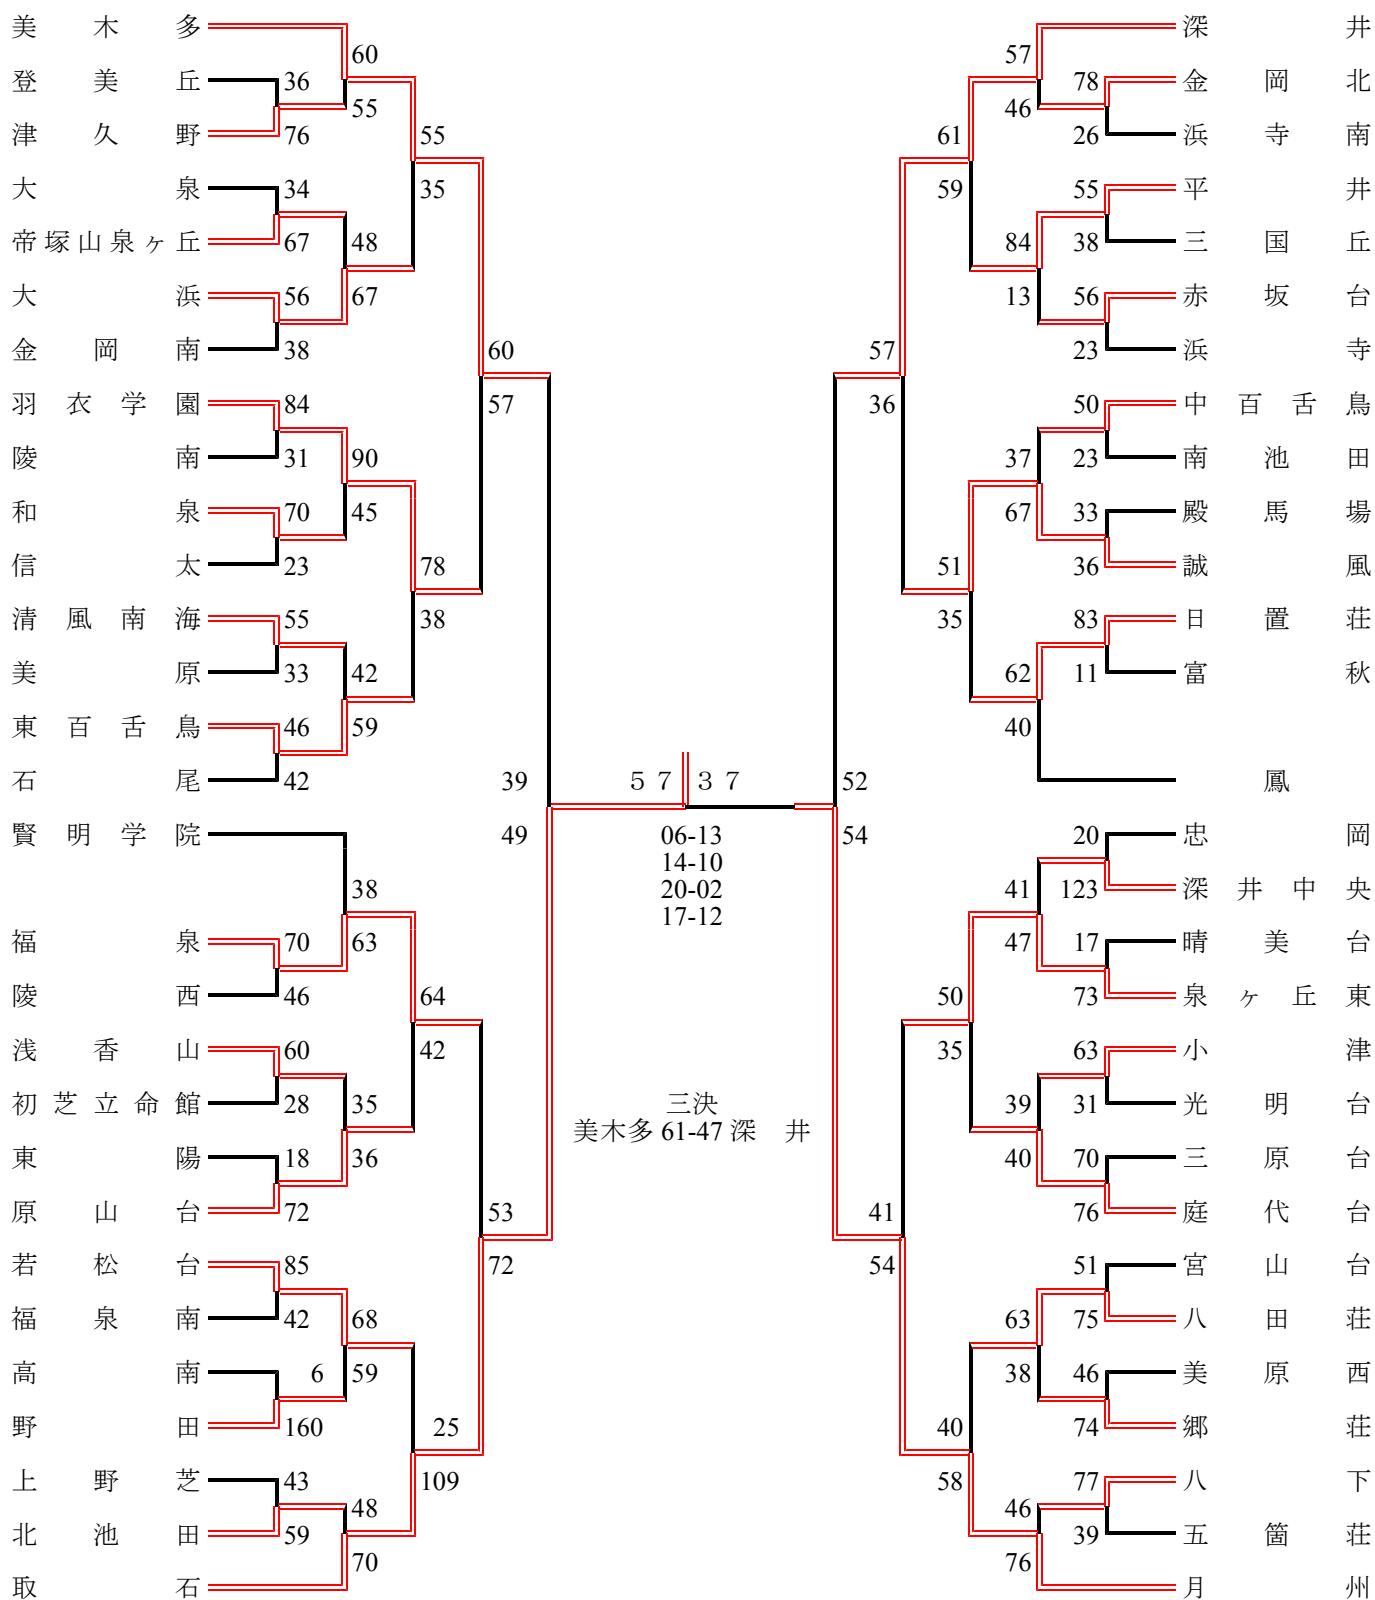 美木多 深井
60 57
登美丘 36 78 金岡北
55 46
津久野 76 55 61 26 浜寺南
大泉 34 35 59 55 平井
帝塚山泉ヶ丘 67 48 84 38 三国丘
大浜 56 67 13 56 赤坂台
金岡南 38 60 57 23 浜寺
羽衣学園 84 57 36 50 中百舌鳥
陵南 31 90 37 23 南池田
和泉 70 45 67 33 殿馬場
信太 23 78 51 36 誠風
清風南海 55 38 35 83 日置荘
美原 33 42 62 11 富秋
東百舌鳥 46 59 40
石尾 42 39 57 37 52 鳳
賢明学院 49 06-13 54 20 忠岡
14-10
38 20-02 41 123 深井中央
17-12
福泉 70 63 47 17 晴美台
陵西 46 64 50 73 泉ヶ丘東
浅香山 60 42 35 63 小津
初芝立命館 28 35 三決 39 31 光明台
美木多 61-47 深 井
東陽 18 36 40 70 三原台
原山台 72 53 41 76 庭代台
若松台 85 72 54 51 宮山台
福泉南 42 68 63 75 八田荘
高南 6 59 38 46 美原西
野田 160 25 40 74 郷荘
上野芝 43 109 58 77 八下
48 46
北池田 59 39 五箇荘
70 76
取石 月州